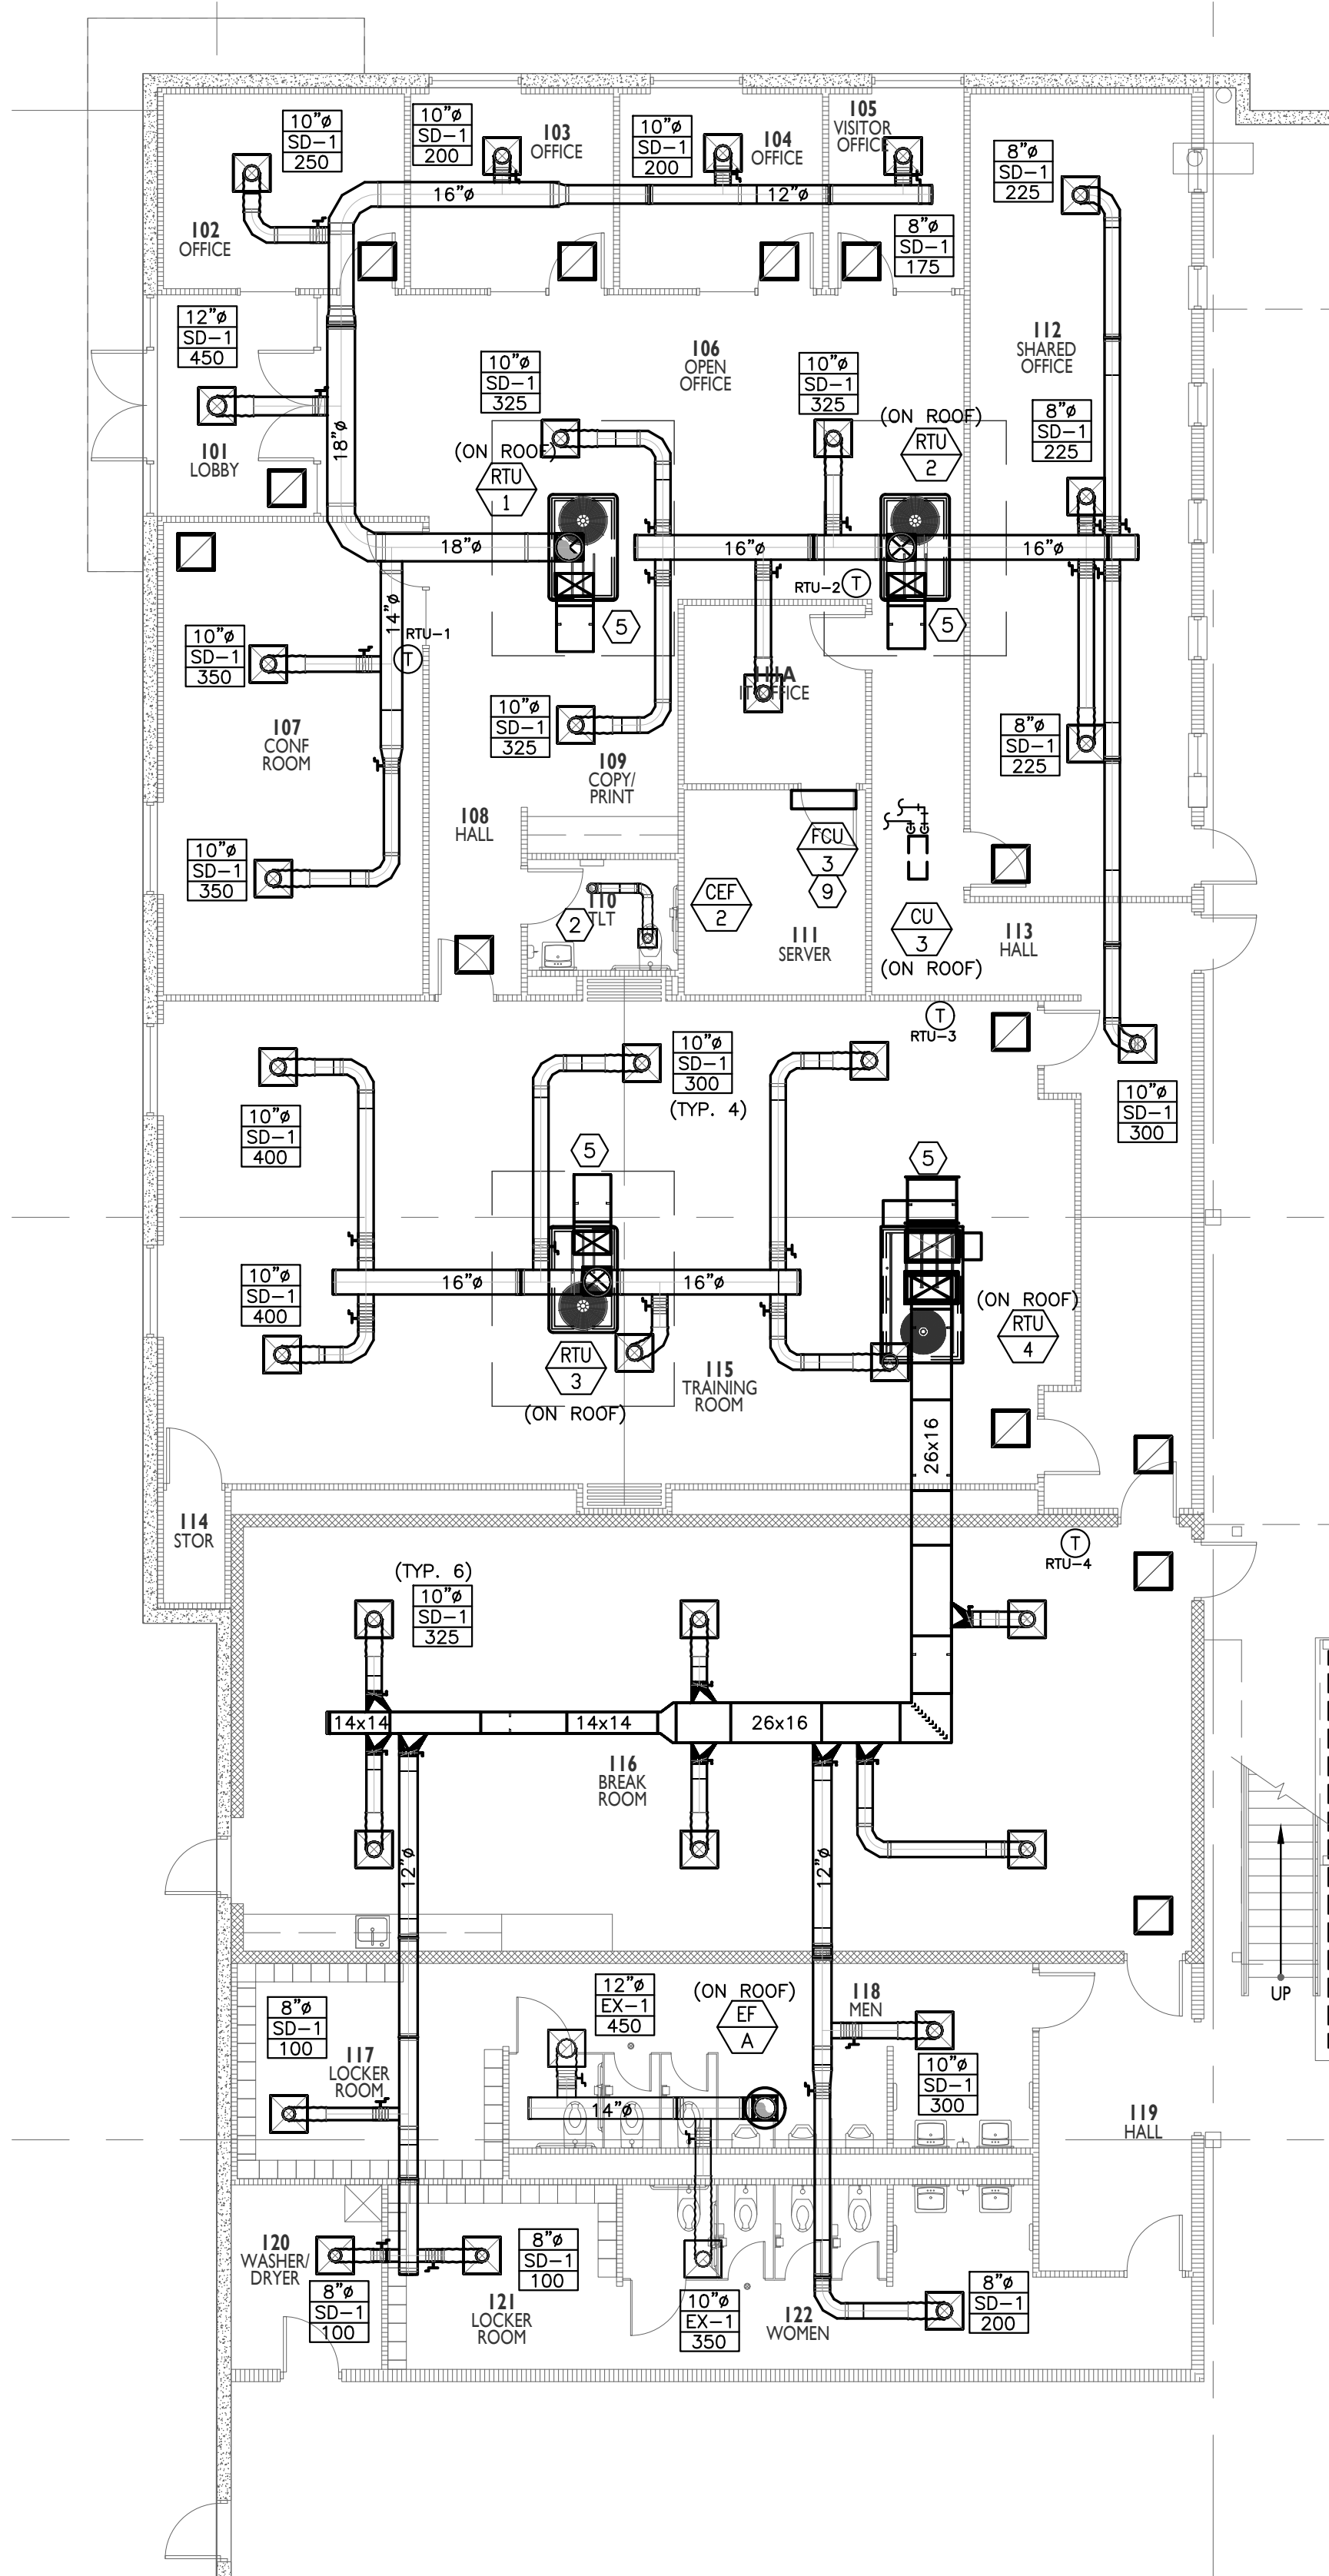 10"ø
SD-1
250
10"ø
SD-1
200
103
OFFICE
10"ø
SD-1
200
104
OFFICE
105
VISITOR
OFFICE
8"ø
SD-1
225
16"ø
12"ø
102
OFFICE
8"ø
SD-1
175
12"ø
SD-1
450
101
LOBBY
18"ø
10"ø
SD-1
325
106
OPEN
OFFICE
10"ø
SD-1
325
112
SHARED
OFFICE
8"ø
SD-1
225
(ON ROOF)
RTU
1
(ON ROOF)
RTU
2
18"ø
16"ø
16"ø
14"ø
RTU-1
T
5
RTU-2
T
5
10"ø
SD-1
350
107
CONF
ROOM
10"ø
SD-1
325
109
COPY/
PRINT
111A
IT OFFICE
8"ø
SD-1
225
10"ø
SD-1
350
108
HALL
110
TLT
2
CEF
2
FCU
3
9
111
SERVER
CU
3
(ON ROOF)
113
HALL
T
RTU-3
10"ø
SD-1
300
(TYP. 4)
10"ø
SD-1
400
10"ø
SD-1
300
5
5
10"ø
SD-1
400
16"ø
16"ø
RTU
3
(ON ROOF)
115
TRAINING
ROOM
(ON ROOF)
RTU
4
26x16
114
STOR
T
RTU-4
(TYP. 6)
10"ø
SD-1
325
14x14
14x14
26x16
116
BREAK
ROOM
12"ø
12"ø
UP
8"ø
SD-1
100
117
LOCKER
ROOM
12"ø
EX-1
450
(ON ROOF)
EF
A
118
MEN
10"ø
SD-1
300
14"ø
119
HALL
120
WASHER/
DRYER
8"ø
SD-1
100
8"ø
SD-1
100
121
LOCKER
ROOM
10"ø
EX-1
350
122
WOMEN
8"ø
SD-1
200